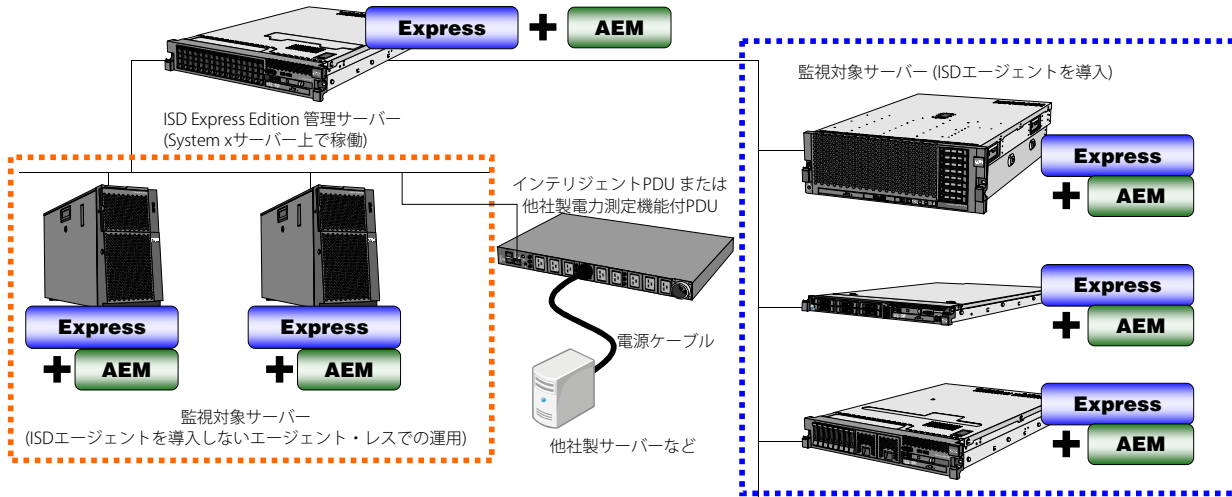 Express
AEM
ISD Express Edition 管理サーバー
(System xサーバー上で稼働)
Express
AEM
Express
AEM
監視対象サーバー
(ISDエージェントを導入しないエージェント・レスでの運用)
インテリジェントPDU または
他社製電力測定機能付PDU
電源ケーブル
他社製サーバーなど
監視対象サーバー (ISDエージェントを導入)
Express
AEM
Express
AEM
Express
AEM